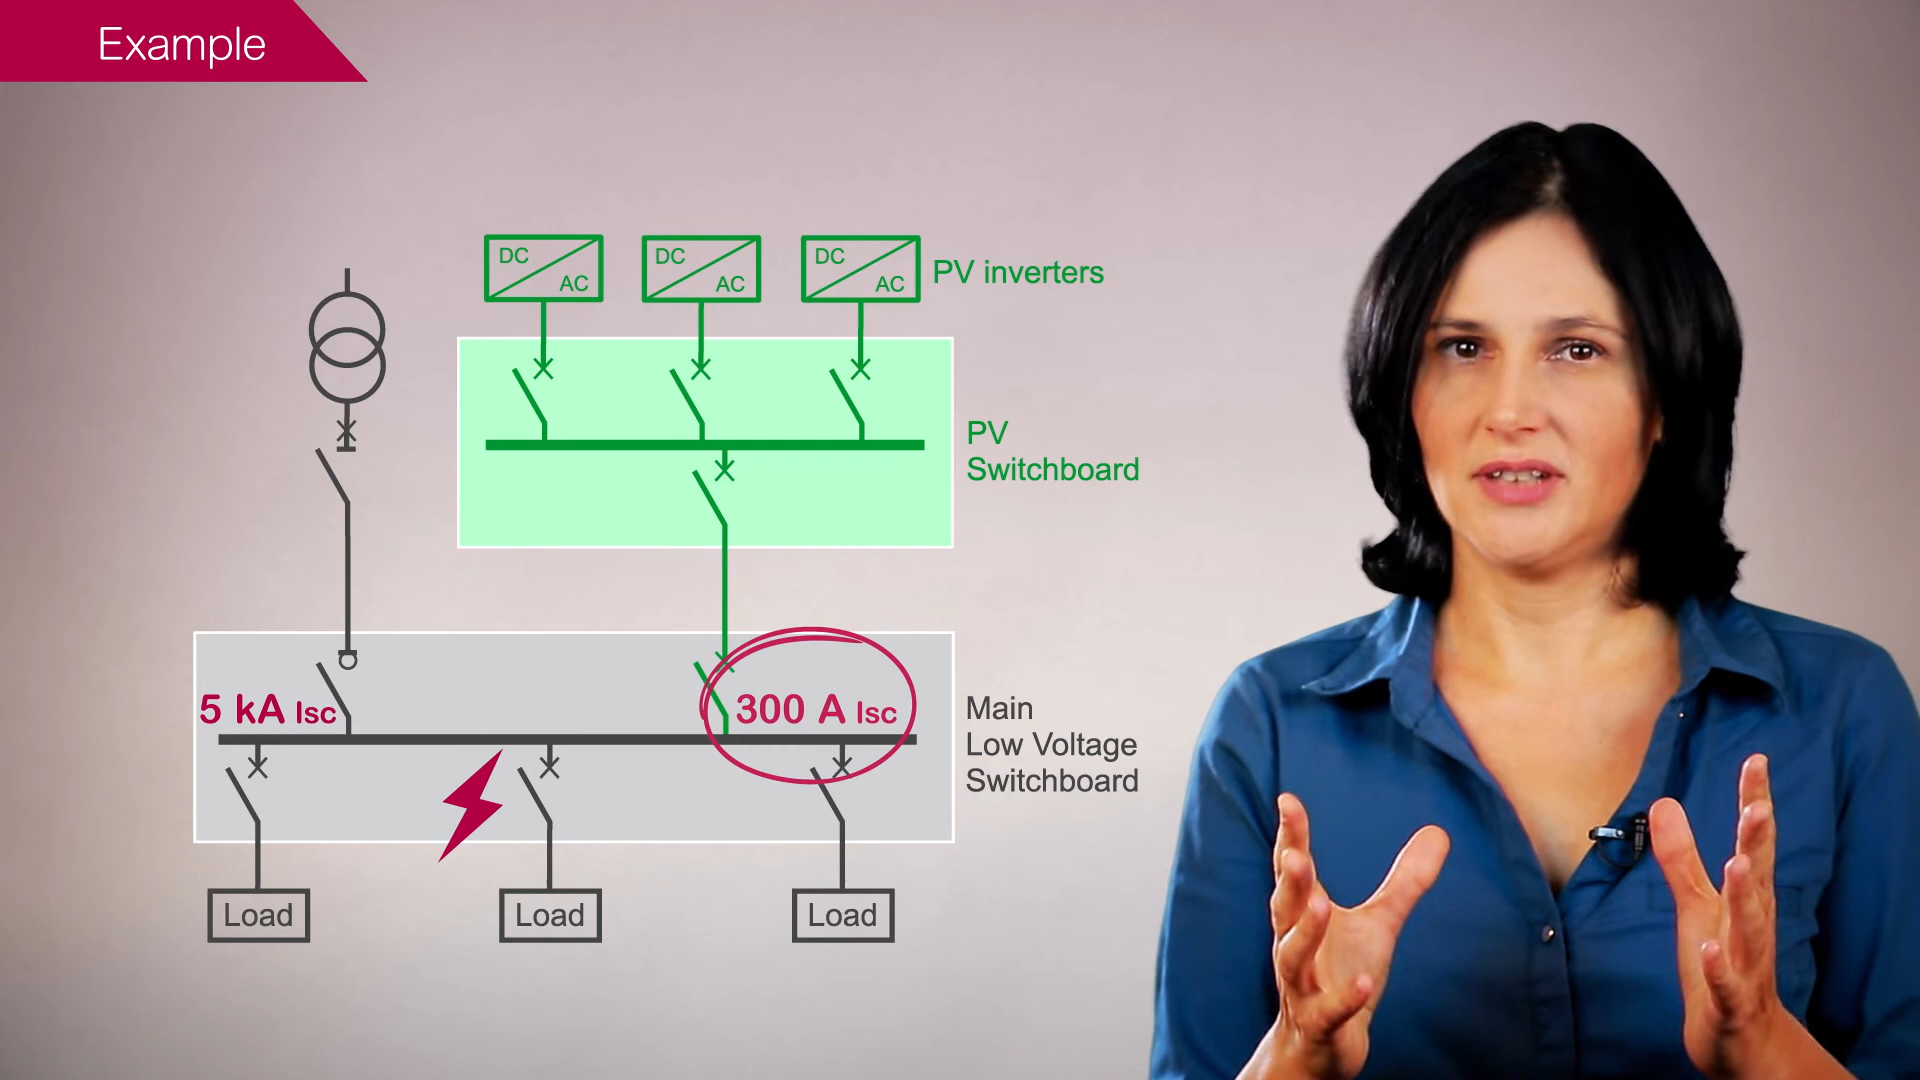 Example
DC
AC
DC
AC
DC
AC
PV inverters
PV
Switchboard
5 kA Isc
300 A Isc
Main
Low Voltage
Switchboard
Load
Load
Load